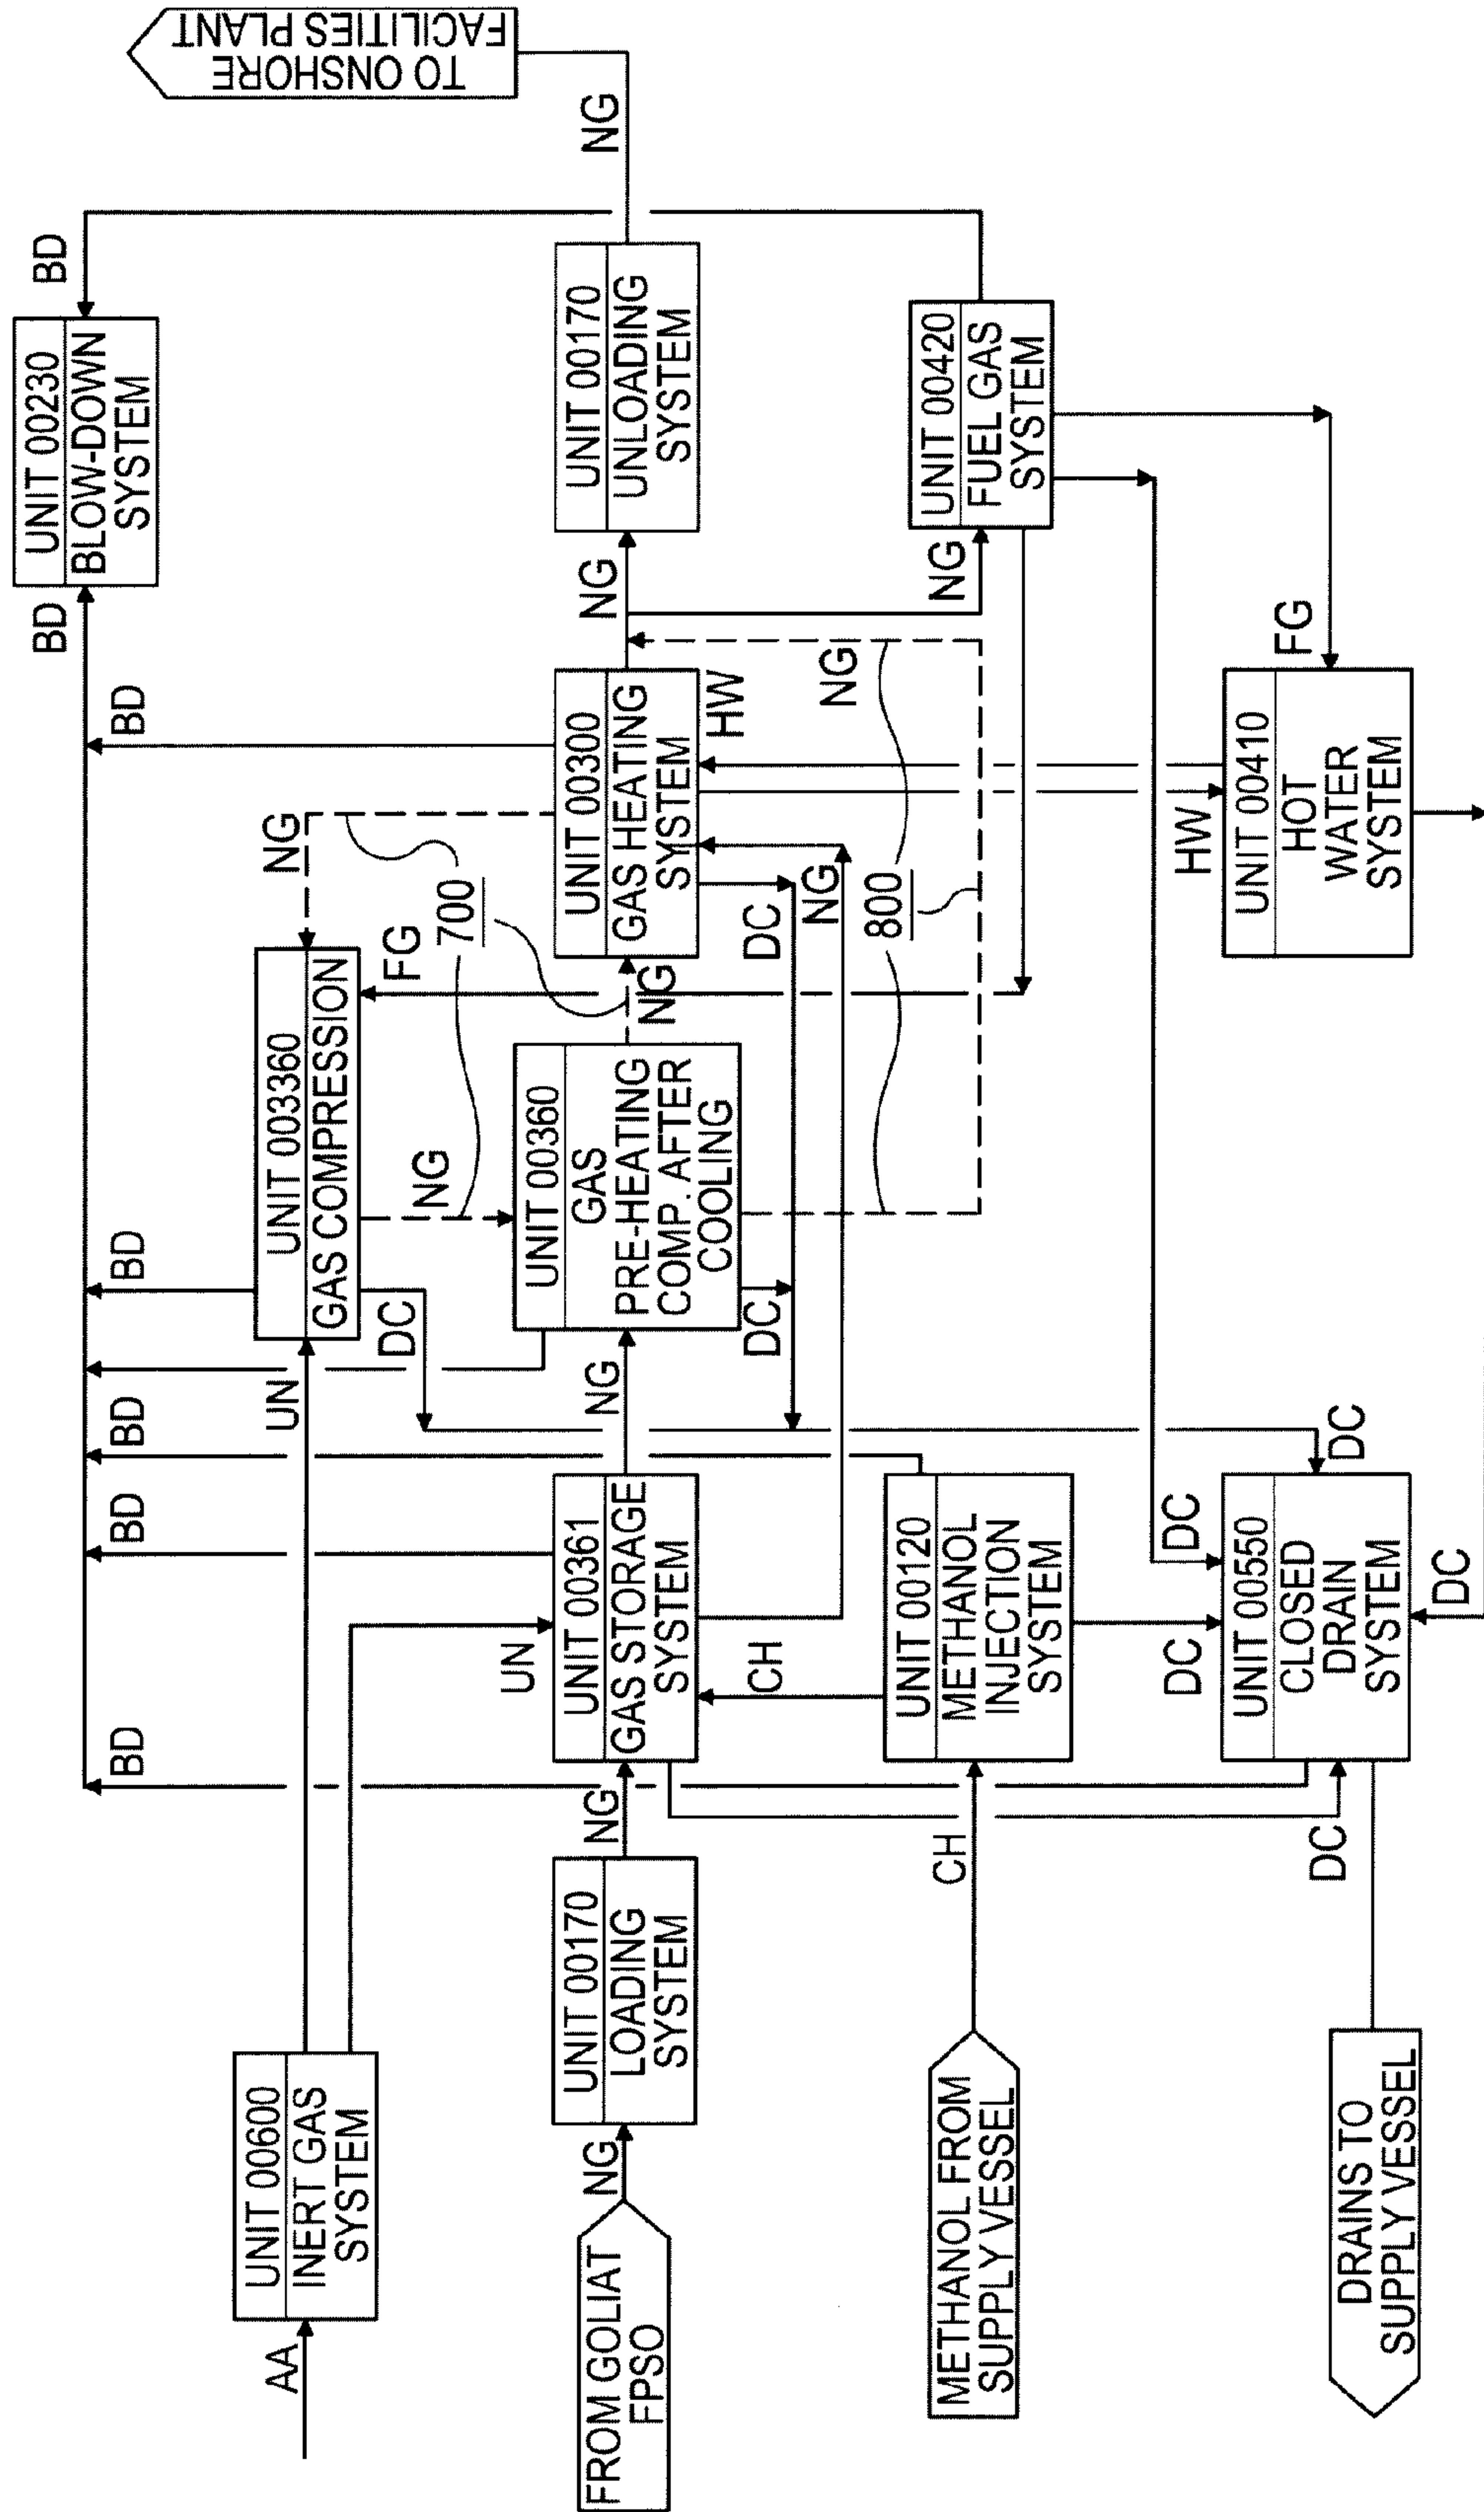 UNIT 00230
BLOW-DOWN
SYSTEM
BD
BD
BD
BD
BD
BD
BD
UNIT 00600
INERT GAS
SYSTEM
AA
UN
UNIT 003360
GAS COMPRESSION
NG
FG
DC
NG
700
UN
FROM GOLIAT
FPSO
NG
UNIT 00170
LOADING
SYSTEM
NG
UNIT 00361
GAS STORAGE
SYSTEM
NG
UNIT 00360
GAS
PRE-HEATING
COMP. AFTER
COOLING
NG
UNIT 00300
GAS HEATING
SYSTEM
NG
UNIT 00170
UNLOADING
SYSTEM
NG
TO ONSHORE
FACILITIES PLANT
HW
DC
DC
NG
NG
800
CH
METHANOL FROM
SUPPLY VESSEL
CH
UNIT 00120
METHANOL
INJECTION
SYSTEM
NG
UNIT 00420
FUEL GAS
SYSTEM
DC
DC
HW
FG
DRAINS TO
SUPPLY VESSEL
DC
UNIT 00550
CLOSED
DRAIN
SYSTEM
DC
DC
UNIT 00410
HOT
WATER
SYSTEM